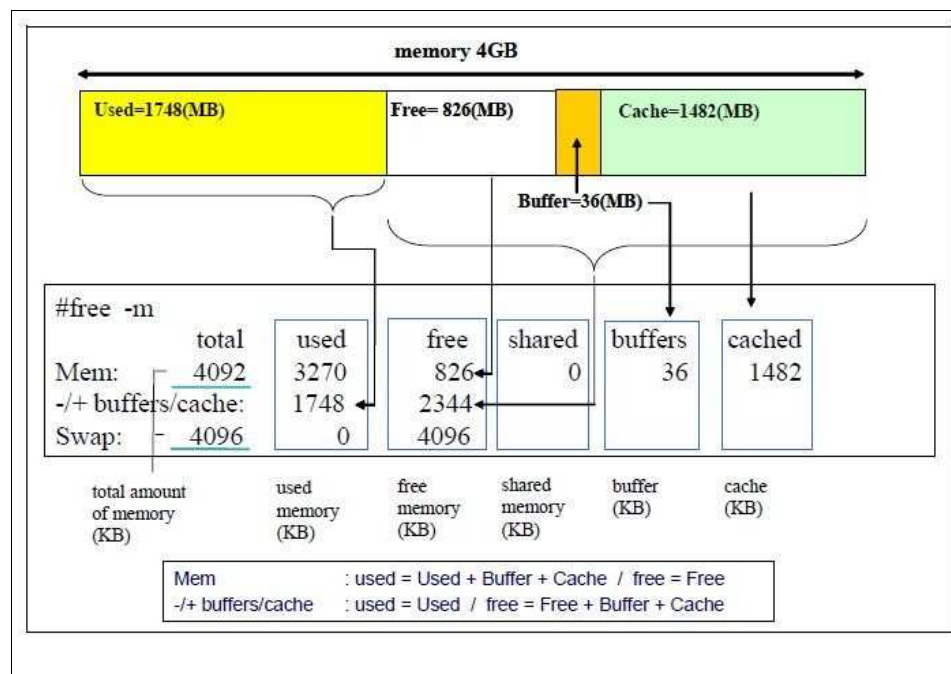 memory 4GB
Used=1748(MB) Free= 826(MB) Cache=1482(MB)
Buffer=36(MB)
#free -m
total used free shared buffers cached
Mem: 4092 3270 826 0 36 1482
-/+ buffers/cache: 1748 2344
Swap: 4096 0 4096
total amount
of memory
(KB)
used
memory
(KB)
free
memory
(KB)
shared
memory
(KB)
buffer
(KB)
cache
(KB)
Mem : used = Used + Buffer + Cache / free = Free
-/+ buffers/cache : used = Used / free = Free + Buffer + Cache